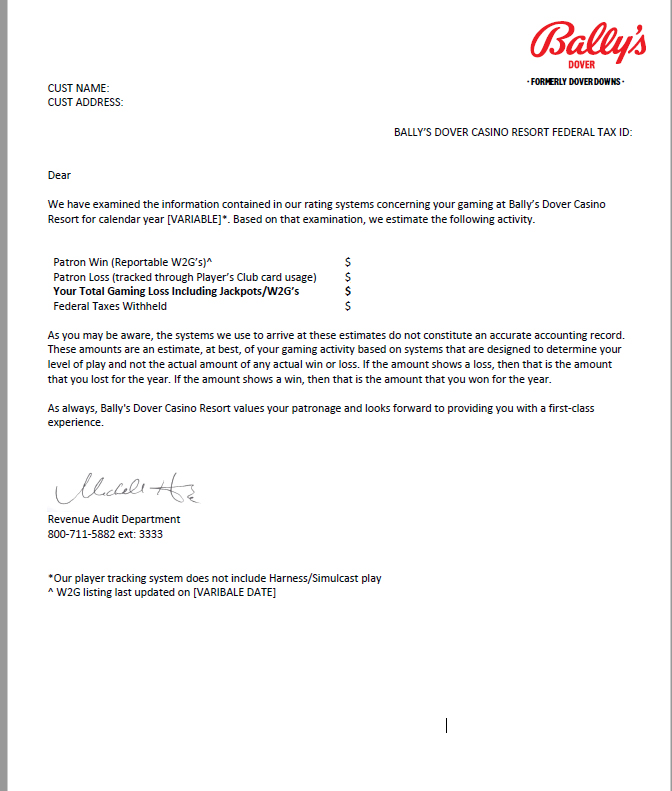 Bally's
DOVER
· FORMERLY DOVER DOWNS ·
CUST NAME:
CUST ADDRESS:
BALLY'S DOVER CASINO RESORT FEDERAL TAX ID:
Dear
We have examined the information contained in our rating systems concerning your gaming at Bally's Dover Casino
Resort for calendar year [VARIABLE]*. Based on that examination, we estimate the following activity.
Patron Win (Reportable W2G's)^ $
Patron Loss (tracked through Player's Club card usage) $
Your Total Gaming Loss Including Jackpots/W2G's $
Federal Taxes Withheld $
As you may be aware, the systems we use to arrive at these estimates do not constitute an accurate accounting record.
These amounts are an estimate, at best, of your gaming activity based on systems that are designed to determine your
level of play and not the actual amount of any actual win or loss. If the amount shows a loss, then that is the amount
that you lost for the year. If the amount shows a win, then that is the amount that you won for the year.
As always, Bally's Dover Casino Resort values your patronage and looks forward to providing you with a first-class
experience.
Revenue Audit Department
800-711-5882 ext: 3333
*Our player tracking system does not include Harness/Simulcast play
^ W2G listing last updated on [VARIBALE DATE]